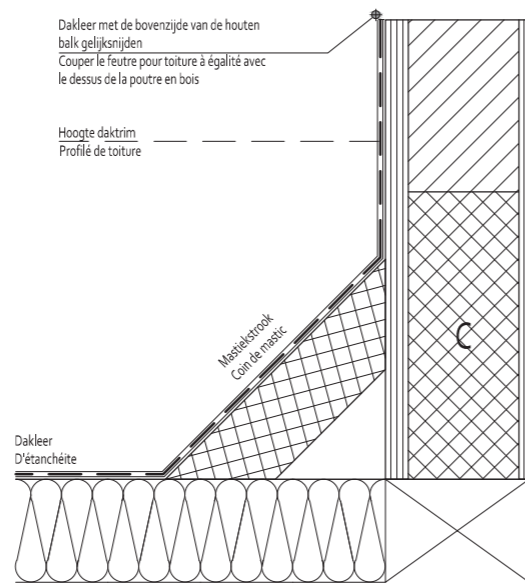 Dakleer met de bovenzijde van de houten
balk gelijksnijden
Couper le feutre pour toiture à égalité avec
le dessus de la poutre en bois
Hoogte daktrim
Profilé de toiture
Mastiekstrook
Coin de mastic
Dakleer
D'étanchéite